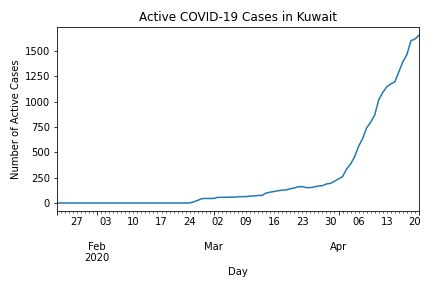 Active COVID-19 Cases in Kuwait
Number of Active Cases
1500
1250
1000
750
500
250
0
27 03 10 17 24 02 09 16 23 30 06 13 20
Feb Mar Apr
2020
Day